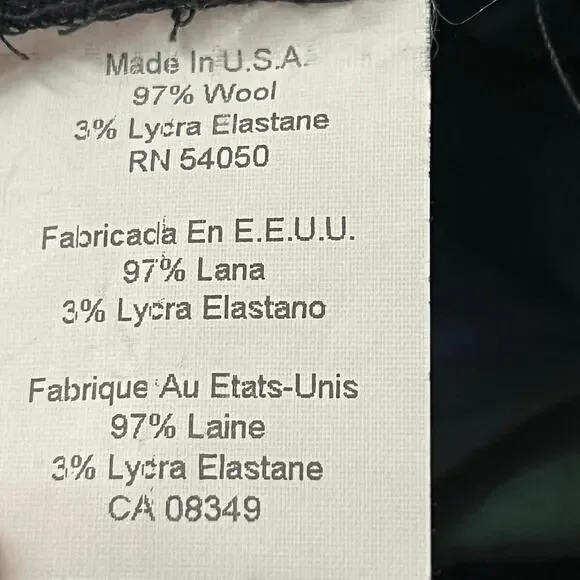 Made In U.S.A.
97% Wool
3% Lycra Elastane
RN 54050
Fabricada En E.E.U.U.
97% Lana
3% Lycra Elastano
Fabrique Au Etats-Unis
97% Laine
3% Lycra Elastane
CA 08349